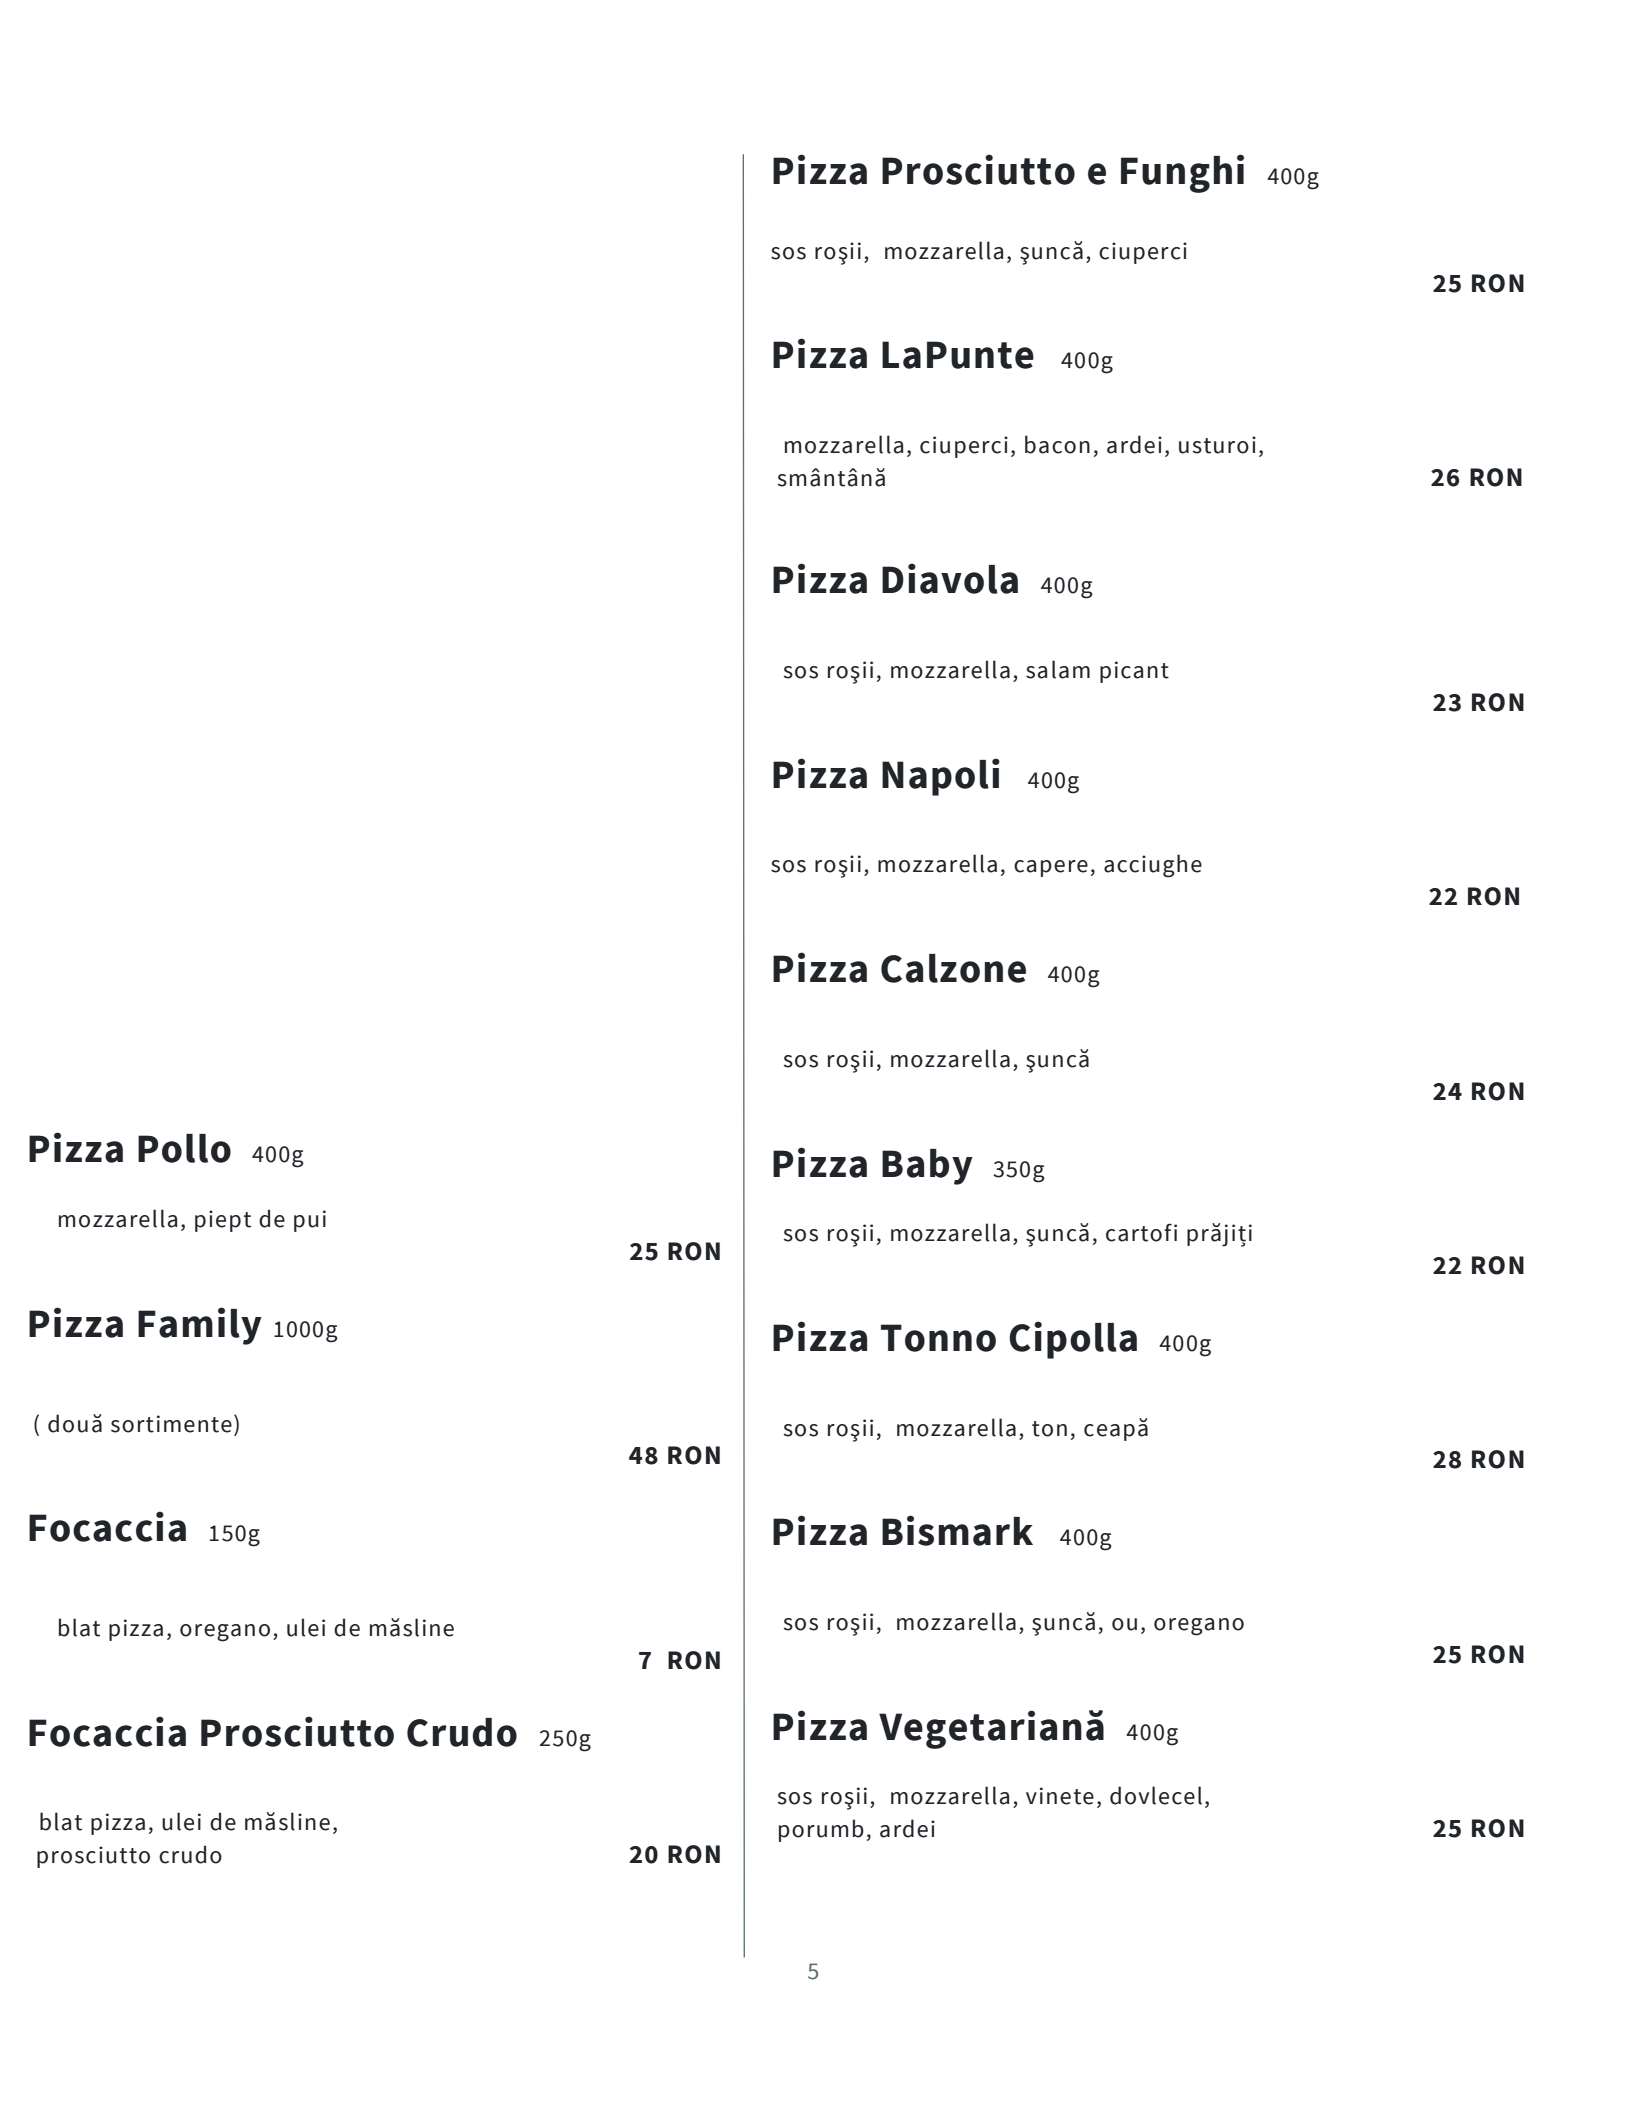 Pizza Pollo 400g
mozzarella, piept de pui
25 RON
Pizza Family 1000g
( două sortimente)
48 RON
Focaccia 150g
blat pizza, oregano, ulei de măsline
7 RON
Focaccia Prosciutto Crudo 250g
blat pizza, ulei de măsline,
prosciutto crudo
20 RON
Pizza Prosciutto e Funghi 400g
sos roşii, mozzarella, şuncă, ciuperci
25 RON
Pizza LaPunte 400g
mozzarella, ciuperci, bacon, ardei, usturoi,
smântână
26 RON
Pizza Diavola 400g
sos roşii, mozzarella, salam picant
23 RON
Pizza Napoli 400g
sos roşii, mozzarella, capere, acciughe
22 RON
Pizza Calzone 400g
sos roşii, mozzarella, şuncă
24 RON
Pizza Baby 350g
sos roşii, mozzarella, şuncă, cartofi prăjiți
22 RON
Pizza Tonno Cipolla 400g
sos roşii, mozzarella, ton, ceapă
28 RON
Pizza Bismark 400g
sos roşii, mozzarella, şuncă, ou, oregano
25 RON
Pizza Vegetariană 400g
sos roşii, mozzarella, vinete, dovlecel,
porumb, ardei
25 RON
5